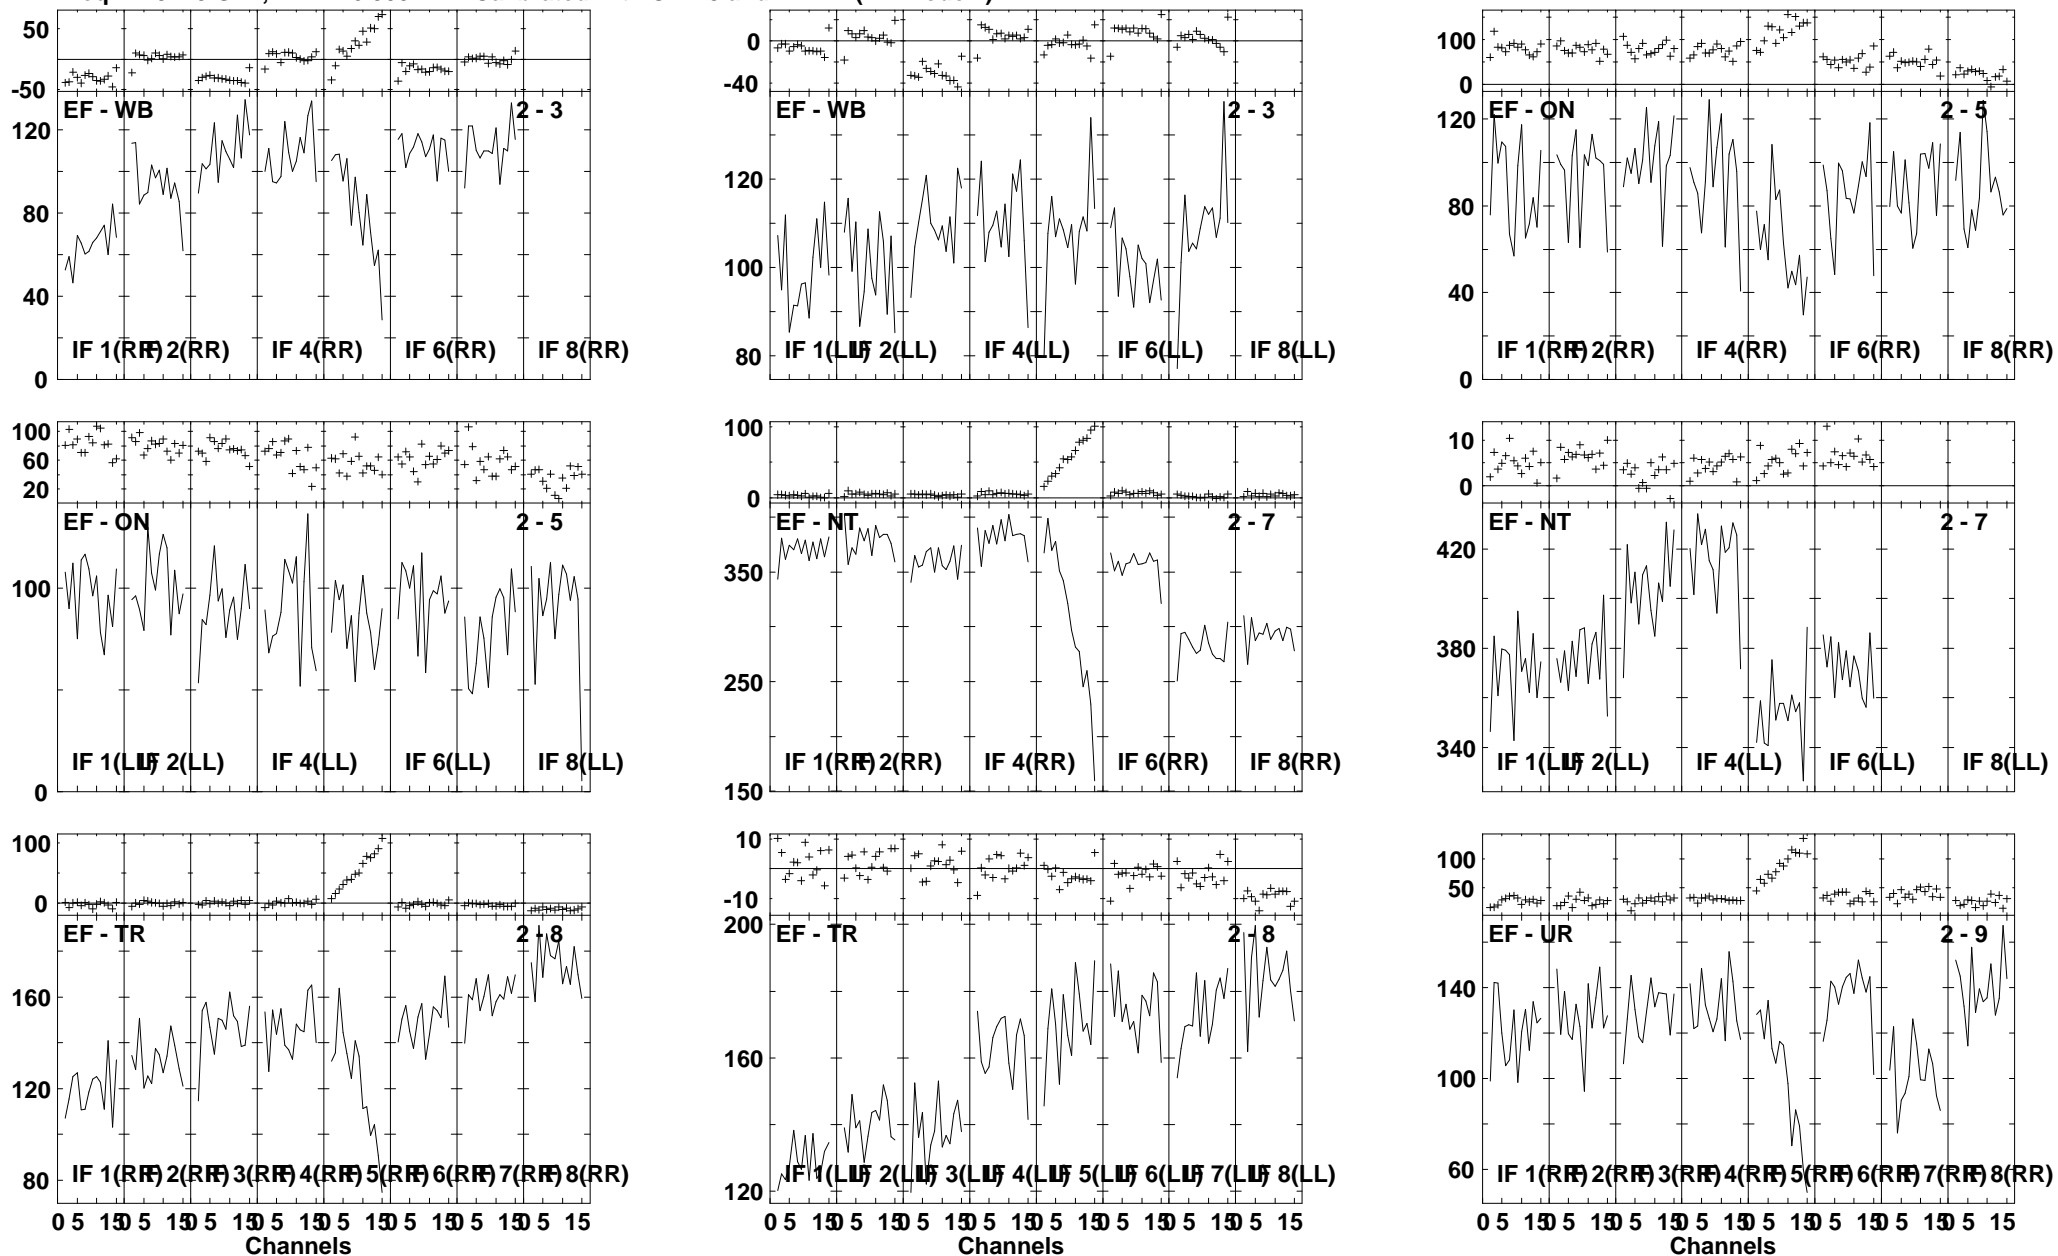 50
-50
EF - WB 2 - 3
120
80
40
0
IF 1(RR) IF 2(RR) IF 4(RR) IF 6(RR) IF 8(RR)
0
-40
EF - WB 2 - 3
120
100
80
IF 1(LL) IF 2(LL) IF 4(LL) IF 6(LL) IF 8(LL)
100
0
EF - ON 2 - 5
120
80
40
0
IF 1(RR) IF 2(RR) IF 4(RR) IF 6(RR) IF 8(RR)
100
60
20
EF - ON 2 - 5
100
0
IF 1(LL) IF 2(LL) IF 4(LL) IF 6(LL) IF 8(LL)
100
0
EF - NT 2 - 7
350
250
150
IF 1(RR) IF 2(RR) IF 4(RR) IF 6(RR) IF 8(RR)
10
0
EF - NT 2 - 7
420
380
340
IF 1(LL) IF 2(LL) IF 4(LL) IF 6(LL) IF 8(LL)
100
0
EF - TR 2 - 8
160
120
80
IF 1(RR) IF 2(RR) IF 3(RR) IF 4(RR) IF 5(RR) IF 6(RR) IF 7(RR) IF 8(RR)
0 5 15 0 5 15 0 5 15 0 5 15 0 5 15 0 5 15 0 5 15 0 5 15
Channels
10
-10
EF - TR 2 - 8
200
160
120
IF 1(LL) IF 2(LL) IF 3(LL) IF 4(LL) IF 5(LL) IF 6(LL) IF 7(LL) IF 8(LL)
0 5 15 0 5 15 0 5 15 0 5 15 0 5 15 0 5 15 0 5 15 0 5 15
Channels
100
50
EF - UR 2 - 9
140
100
60
IF 1(RR) IF 2(RR) IF 3(RR) IF 4(RR) IF 5(RR) IF 6(RR) IF 7(RR) IF 8(RR)
0 5 15 0 5 15 0 5 15 0 5 15 0 5 15 0 5 15 0 5 15 0 5 15
Channels